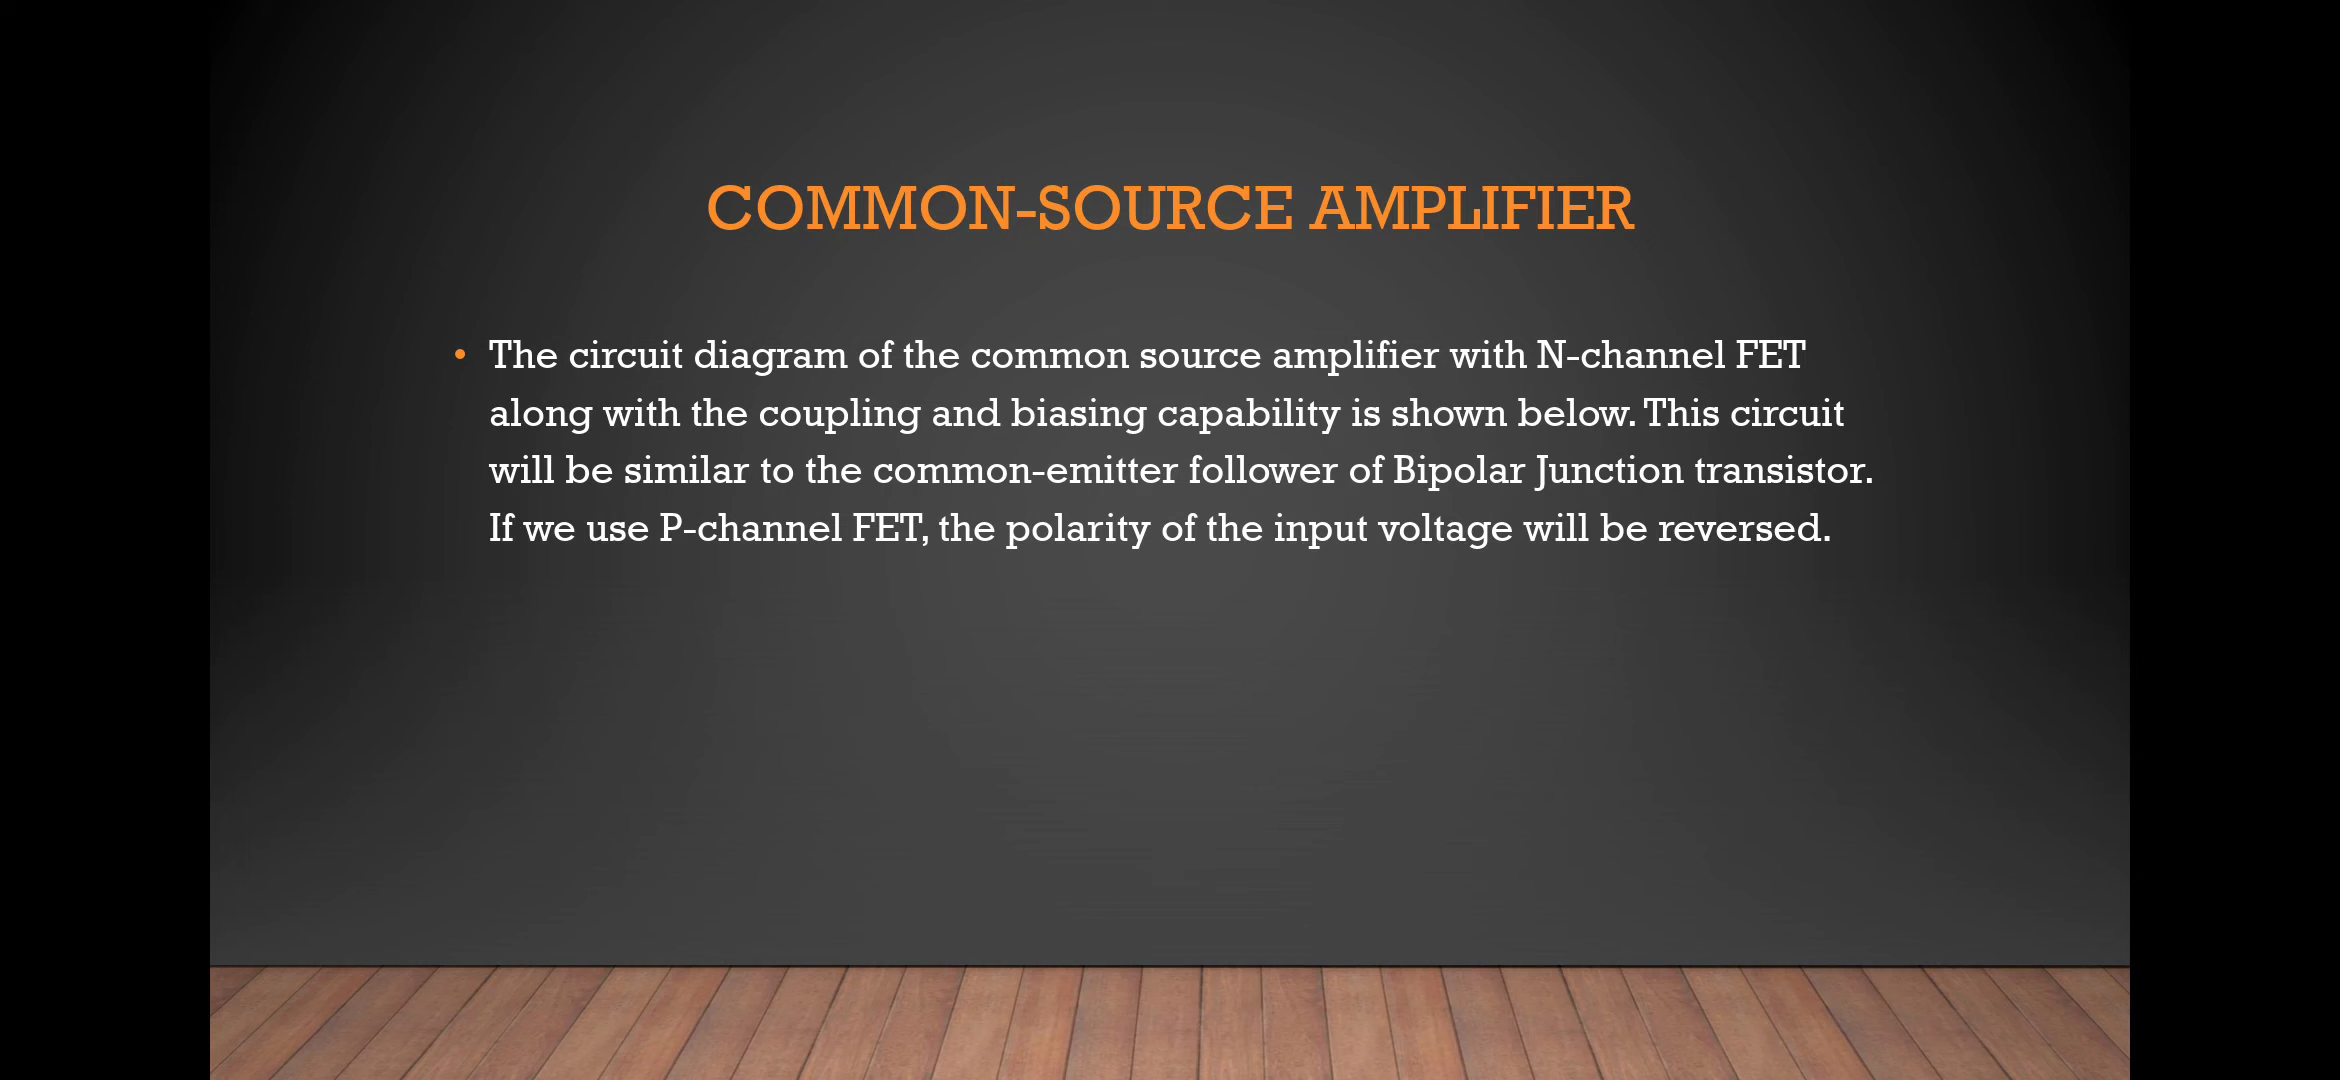 COMMON-SOURCE AMPLIFIER
• The circuit diagram of the common source amplifier with N-channel FET
along with the coupling and biasing capability is shown below. This circuit
will be similar to the common-emitter follower of Bipolar Junction transistor.
If we use P-channel FET, the polarity of the input voltage will be reversed.